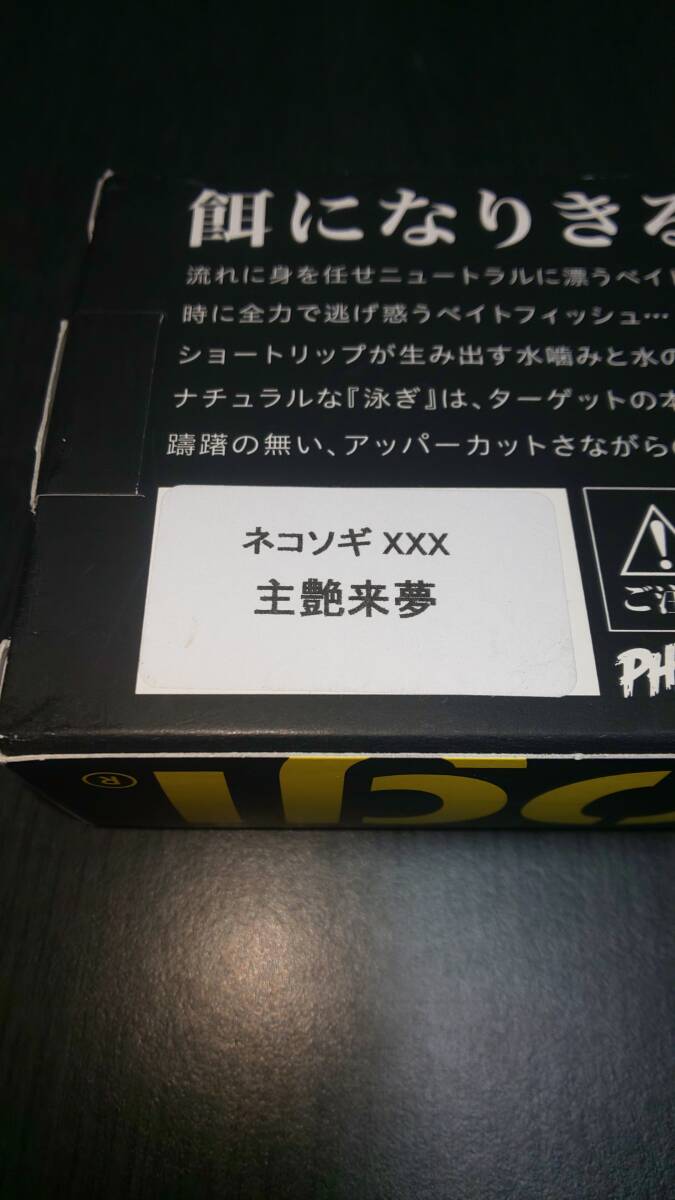 餌になりきる
流れに身を任せニュートラルに漂うベイト
時に全力で逃げ惑うベイトフィッシュ…
ショートリップが生み出す水噛みと水の
ナチュラルな『泳ぎ』は、ターゲットの本
躊躇の無い、アッパーカットさながらの
ネコソギ XXX
主艶来夢
ご注
PH
®